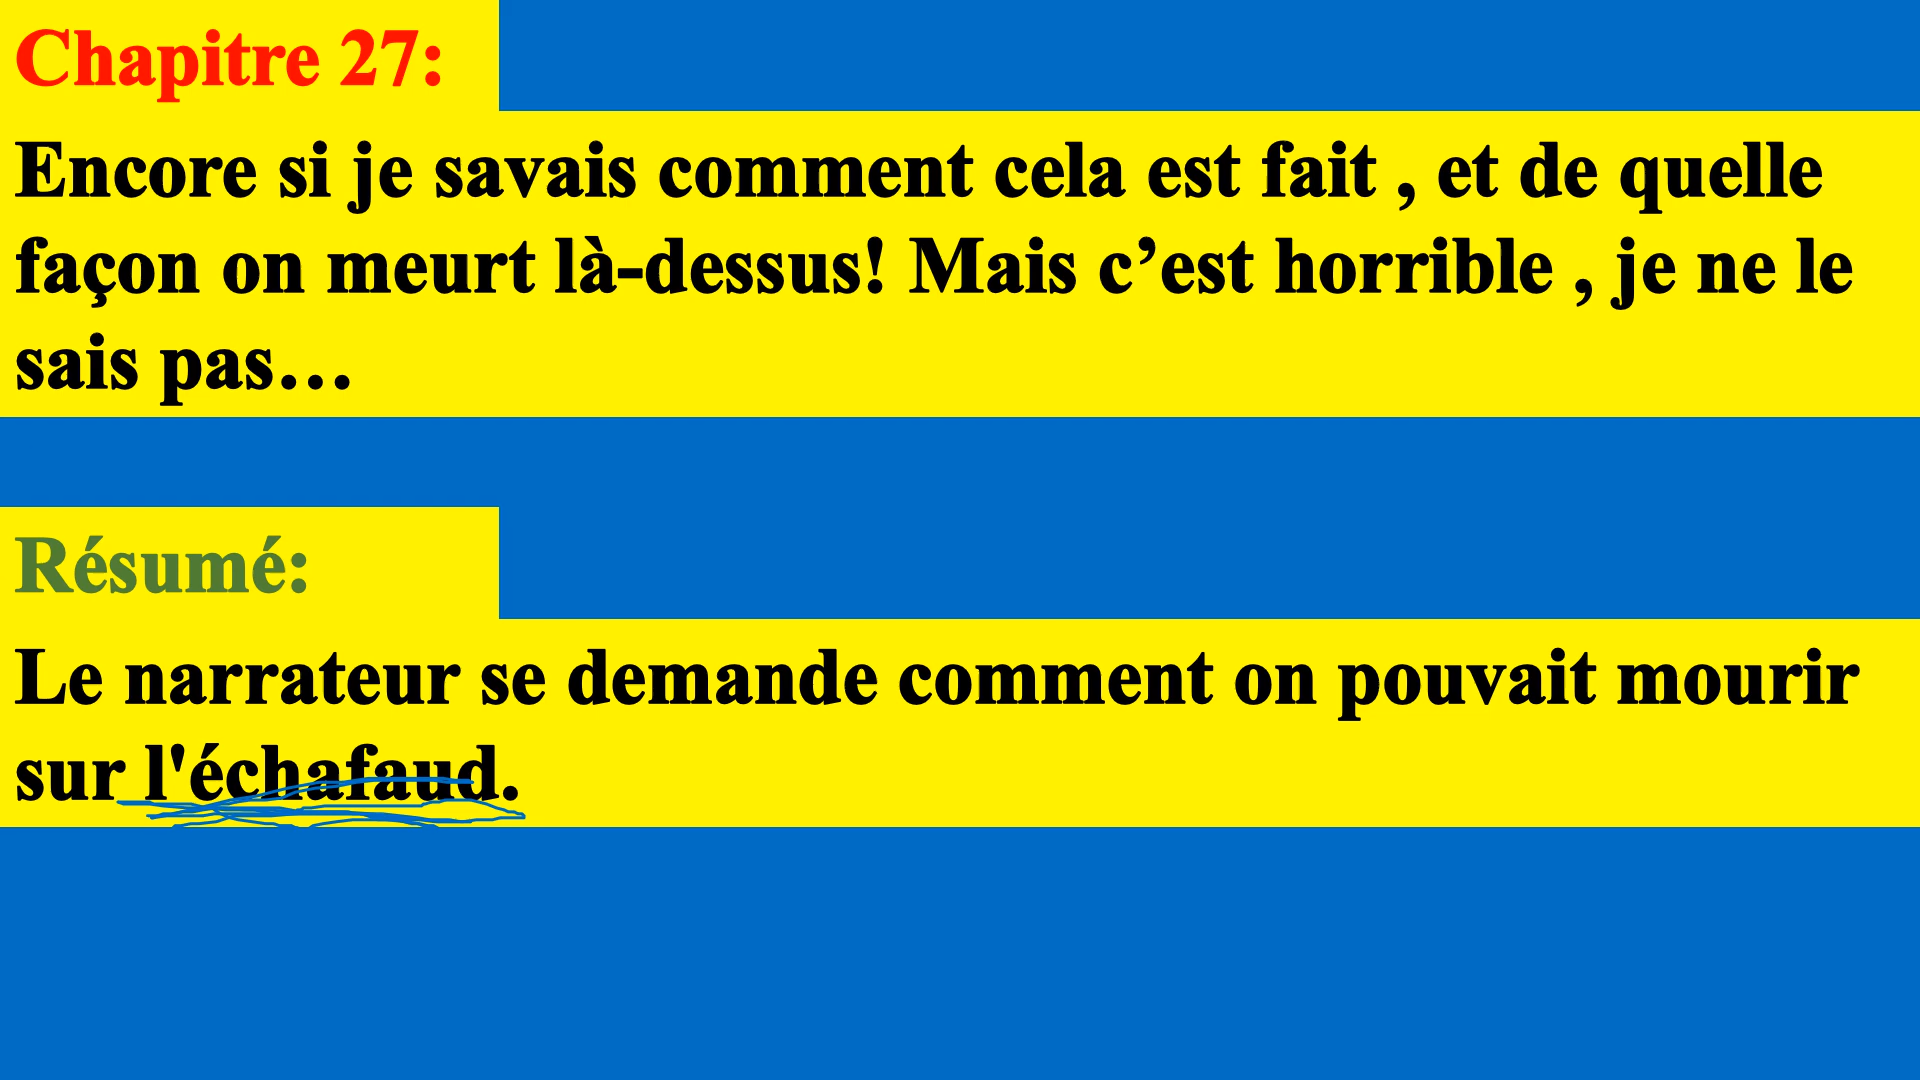 Chapitre 27:
Encore si je savais comment cela est fait , et de quelle
façon on meurt là-dessus! Mais c’est horrible , je ne le
sais pas…
Résumé:
Le narrateur se demande comment on pouvait mourir
sur l'échafaud.